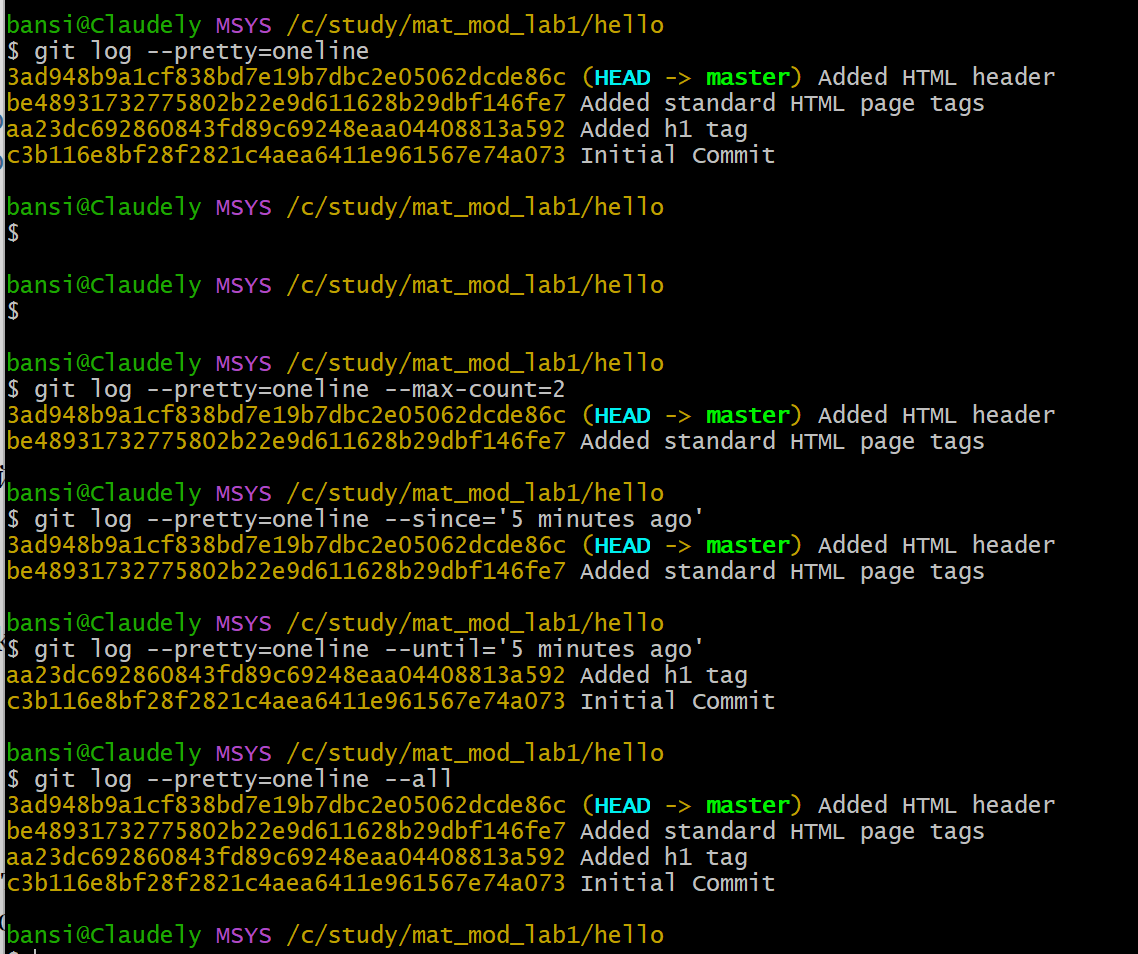 bansi@Claudely MSYS /c/study/mat_mod_lab1/hello
$ git log --pretty=oneline
3ad948b9a1cf838bd7e19b7dbc2e05062dcde86c (HEAD -> master) Added HTML header
be48931732775802b22e9d611628b29dbf146fe7 Added standard HTML page tags
aa23dc692860843fd89c69248eaa04408813a592 Added h1 tag
c3b116e8bf28f2821c4aea6411e961567e74a073 Initial Commit
bansi@Claudely MSYS /c/study/mat_mod_lab1/hello
$
bansi@Claudely MSYS /c/study/mat_mod_lab1/hello
$
bansi@Claudely MSYS /c/study/mat_mod_lab1/hello
$ git log --pretty=oneline --max-count=2
3ad948b9a1cf838bd7e19b7dbc2e05062dcde86c (HEAD -> master) Added HTML header
be48931732775802b22e9d611628b29dbf146fe7 Added standard HTML page tags
bansi@Claudely MSYS /c/study/mat_mod_lab1/hello
$ git log --pretty=oneline --since='5 minutes ago'
3ad948b9a1cf838bd7e19b7dbc2e05062dcde86c (HEAD -> master) Added HTML header
be48931732775802b22e9d611628b29dbf146fe7 Added standard HTML page tags
bansi@Claudely MSYS /c/study/mat_mod_lab1/hello
$ git log --pretty=oneline --until='5 minutes ago'
aa23dc692860843fd89c69248eaa04408813a592 Added h1 tag
c3b116e8bf28f2821c4aea6411e961567e74a073 Initial Commit
bansi@Claudely MSYS /c/study/mat_mod_lab1/hello
$ git log --pretty=oneline --all
3ad948b9a1cf838bd7e19b7dbc2e05062dcde86c (HEAD -> master) Added HTML header
be48931732775802b22e9d611628b29dbf146fe7 Added standard HTML page tags
aa23dc692860843fd89c69248eaa04408813a592 Added h1 tag
c3b116e8bf28f2821c4aea6411e961567e74a073 Initial Commit
bansi@Claudely MSYS /c/study/mat_mod_lab1/hello